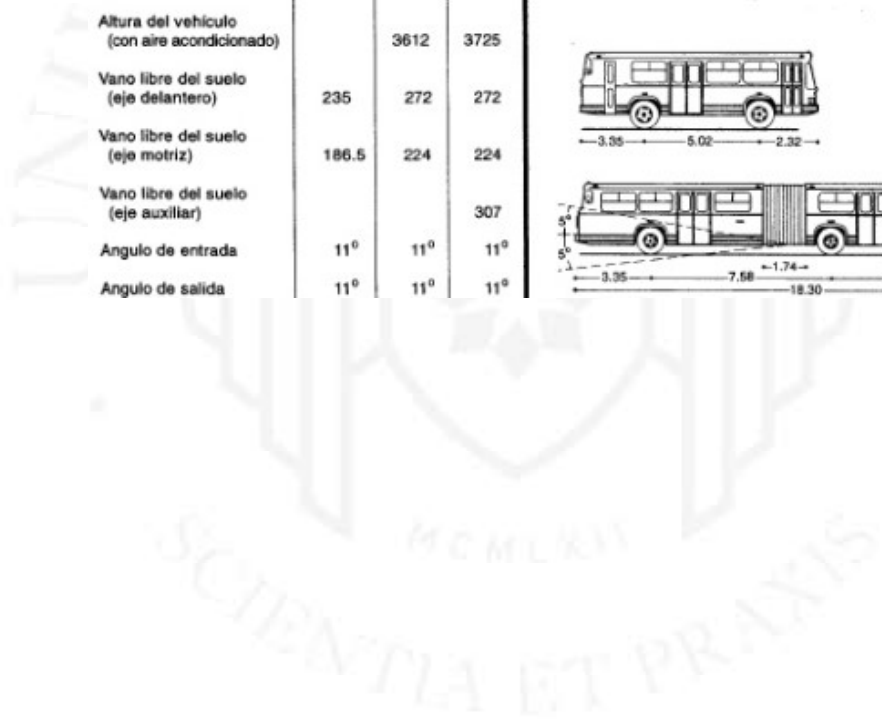 Altura del vehículo
(con aire acondicionado) 3612 3725
Vano libre del suelo
(eje delantero) 235 272 272
Vano libre del suelo
(eje motriz) 186.5 224 224
Vano libre del suelo
(eje auxiliar) 307
Angulo de entrada 11° 11° 11°
Angulo de salida 11° 11° 11°
3.35 5.02 2.32
5°
5°
1.74
3.35 7.58
18.30
MCMLXII
SCIENTIA ET PRAXIS